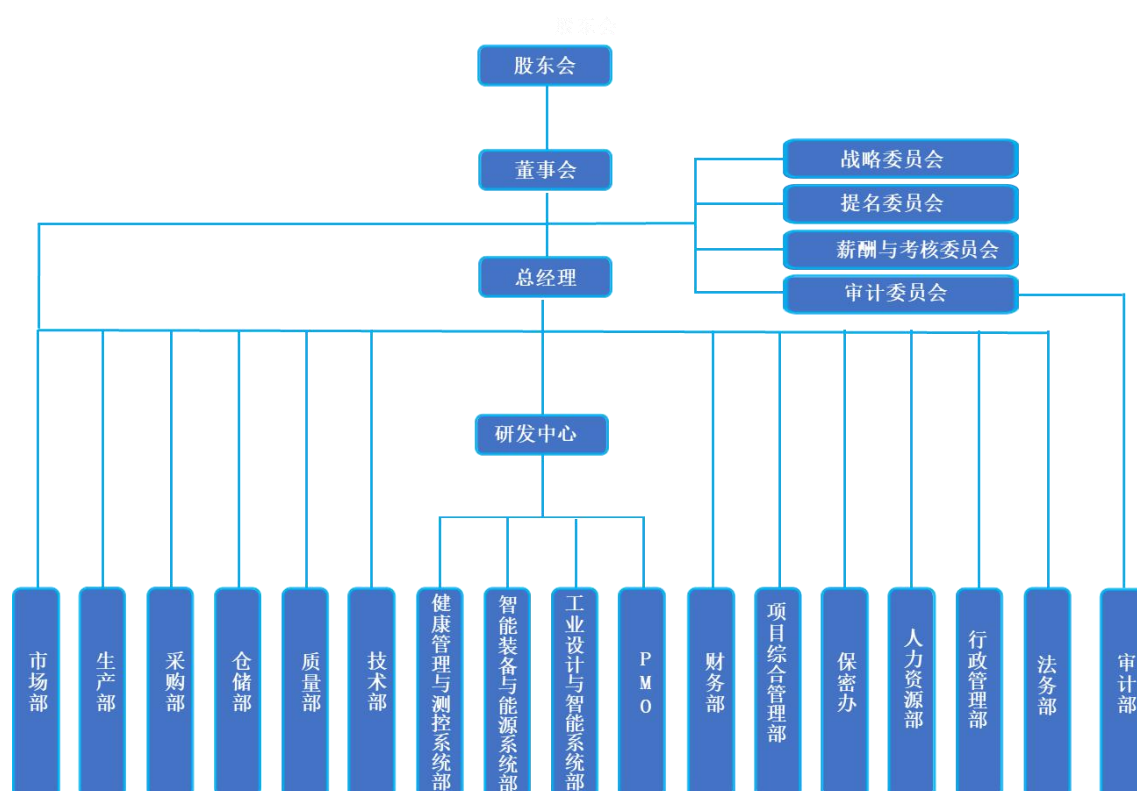 股东会
股东会
董事会
战略委员会
提名委员会
薪酬与考核委员会
总经理
审计委员会
研发中心
市场部
生产部
采购部
仓储部
质量部
技术部
健康管理与测控系统部
智能装备与能源系统部
工业设计与智能系统部
PMO
财务部
项目综合管理部
保密办
人力资源部
行政管理部
法务部
审计部